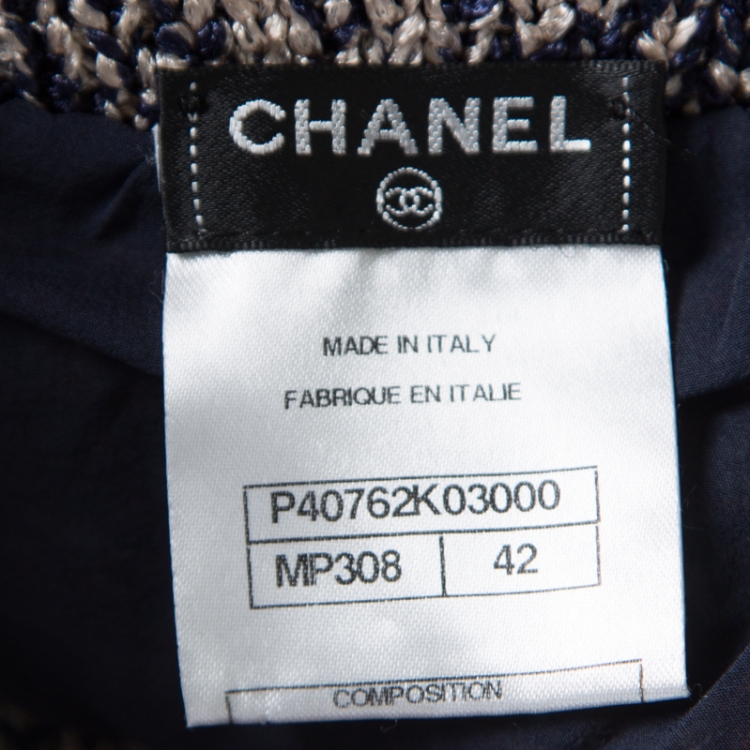 CHANEL
MADE IN ITALY
FABRIQUE EN ITALIE
P40762K03000
MP308 42
COMPOSITION